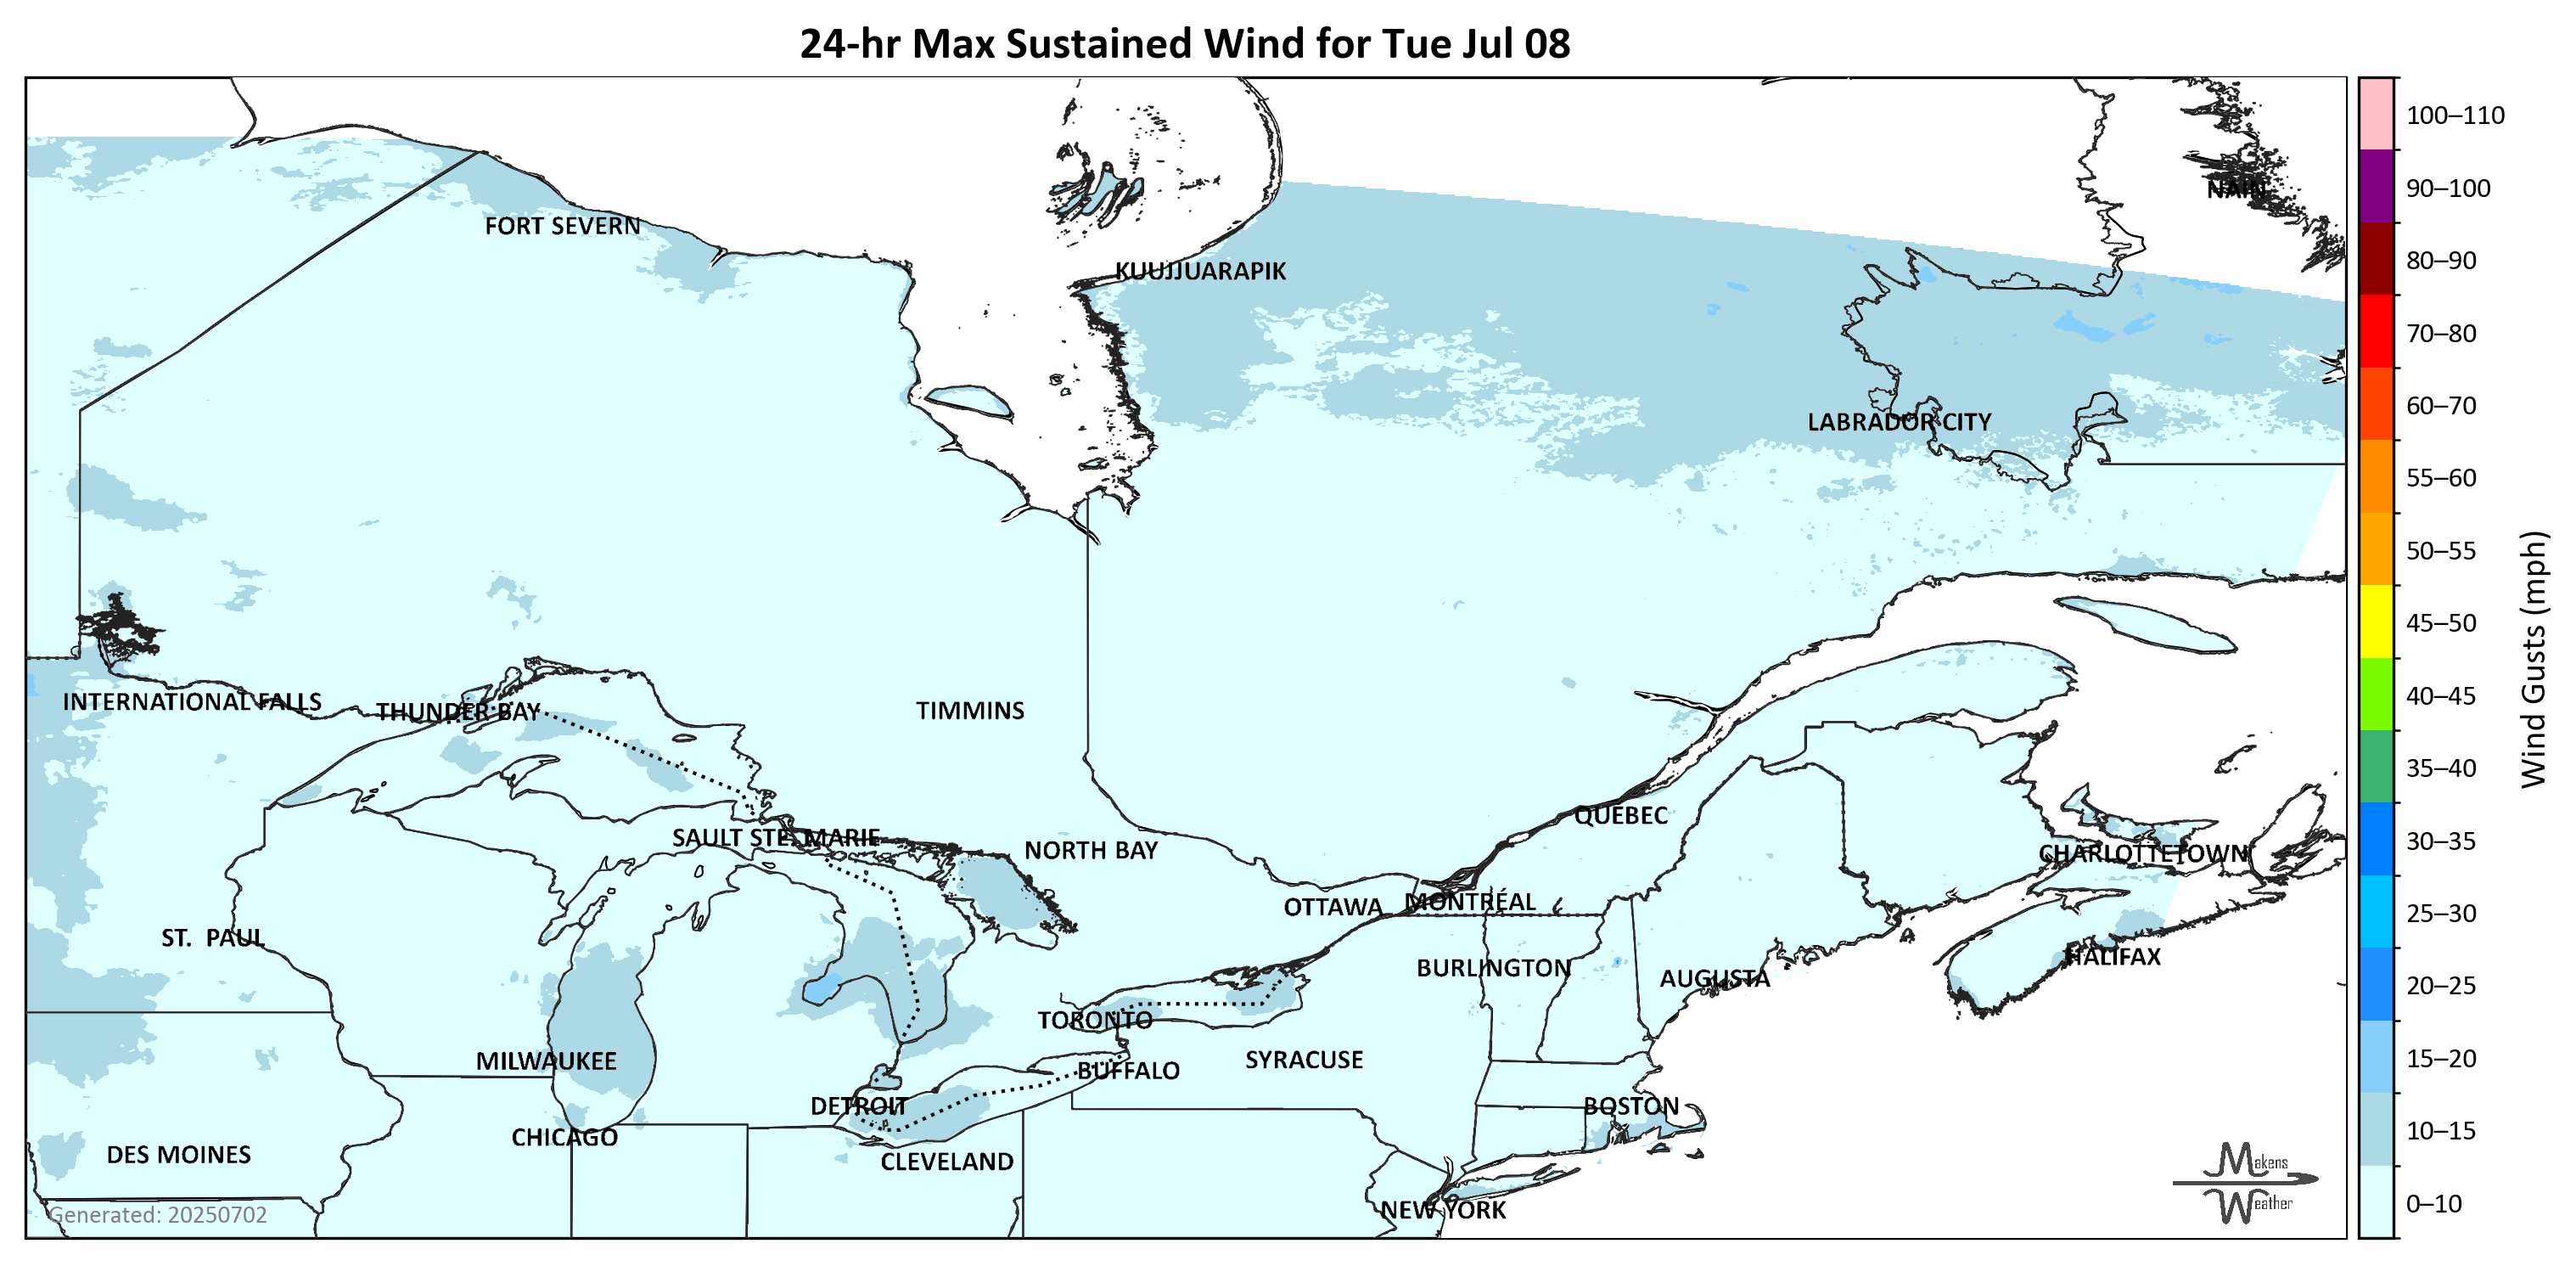 24-hr Max Sustained Wind for Tue Jul 08
100–110
90–100
NAIN
FORT SEVERN
80–90
KUUJJUARAPIK
70–80
60–70
LABRADOR CITY
55–60
50–55
45–50
Wind Gusts (mph)
40–45
INTERNATIONAL FALLS
THUNDER BAY
TIMMINS
35–40
QUÉBEC
30–35
SAULT STE. MARIE
NORTH BAY
CHARLOTTETOWN
OTTAWA
MONTRÉAL
25–30
ST. PAUL
HALIFAX
BURLINGTON
AUGUSTA
20–25
TORONTO
MILWAUKEE
SYRACUSE
BUFFALO
15–20
DETROIT
BOSTON
CHICAGO
10–15
DES MOINES
CLEVELAND
Makens
Weather
0–10
NEW YORK
Generated: 20250702